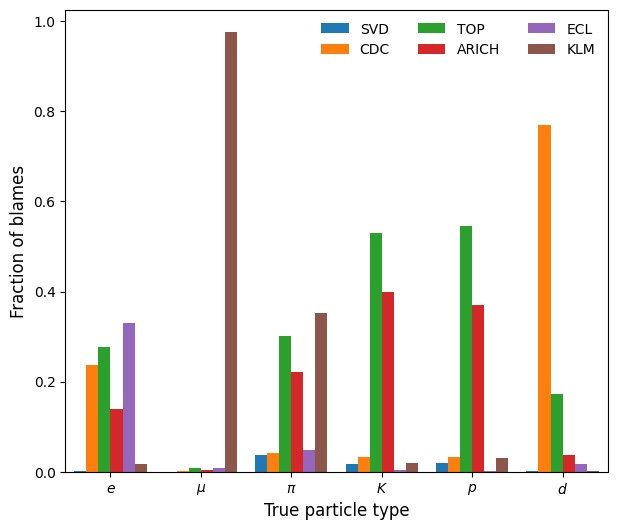 1.0
0.8
0.6
0.4
0.2
0.0
Fraction of blames
SVD TOP ECL
CDC ARICH KLM
e μ π K p d
True particle type